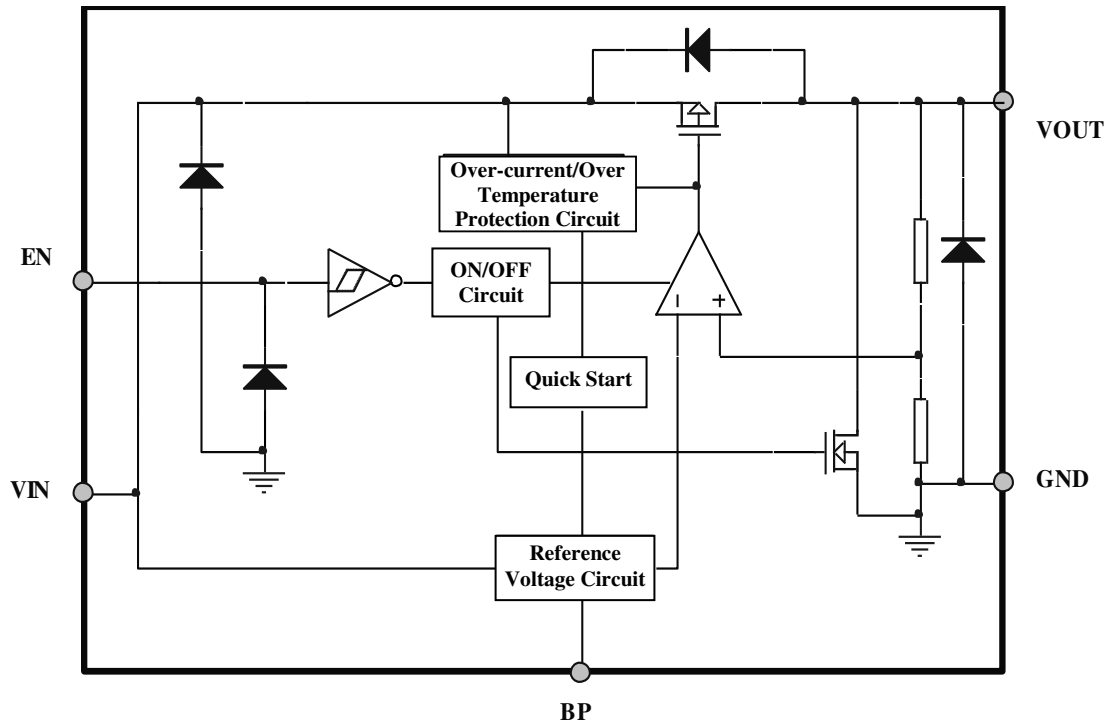 VOUT
Over-current/Over
Temperature
Protection Circuit
EN
ON/OFF
Circuit
− +
Quick Start
VIN
GND
Reference
Voltage Circuit
BP